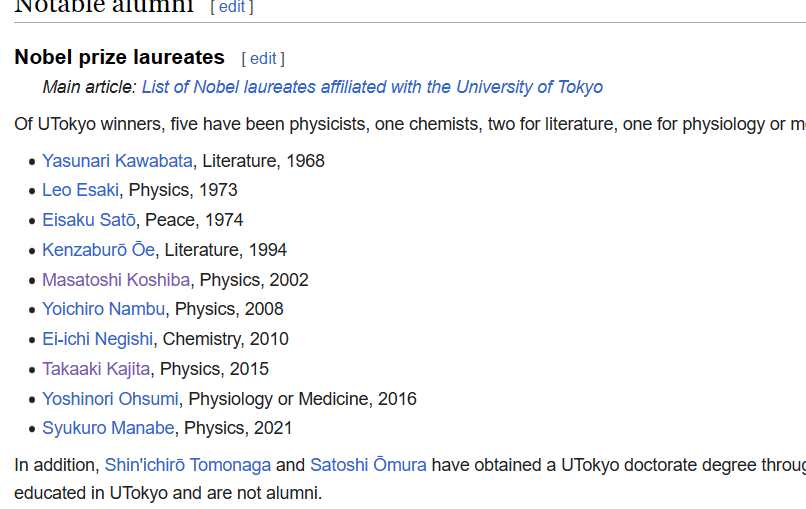 Notable alumni [ edit ]
Nobel prize laureates [ edit ]
Main article: List of Nobel laureates affiliated with the University of Tokyo
Of UTokyo winners, five have been physicists, one chemists, two for literature, one for physiology or
• Yasunari Kawabata, Literature, 1968
• Leo Esaki, Physics, 1973
• Eisaku Satō, Peace, 1974
• Kenzaburō Ōe, Literature, 1994
• Masatoshi Koshiba, Physics, 2002
• Yoichiro Nambu, Physics, 2008
• Ei-ichi Negishi, Chemistry, 2010
• Takaaki Kajita, Physics, 2015
• Yoshinori Ohsumi, Physiology or Medicine, 2016
• Syukuro Manabe, Physics, 2021
In addition, Shin'ichirō Tomonaga and Satoshi Ōmura have obtained a UTokyo doctorate degree
educated in UTokyo and are not alumni.